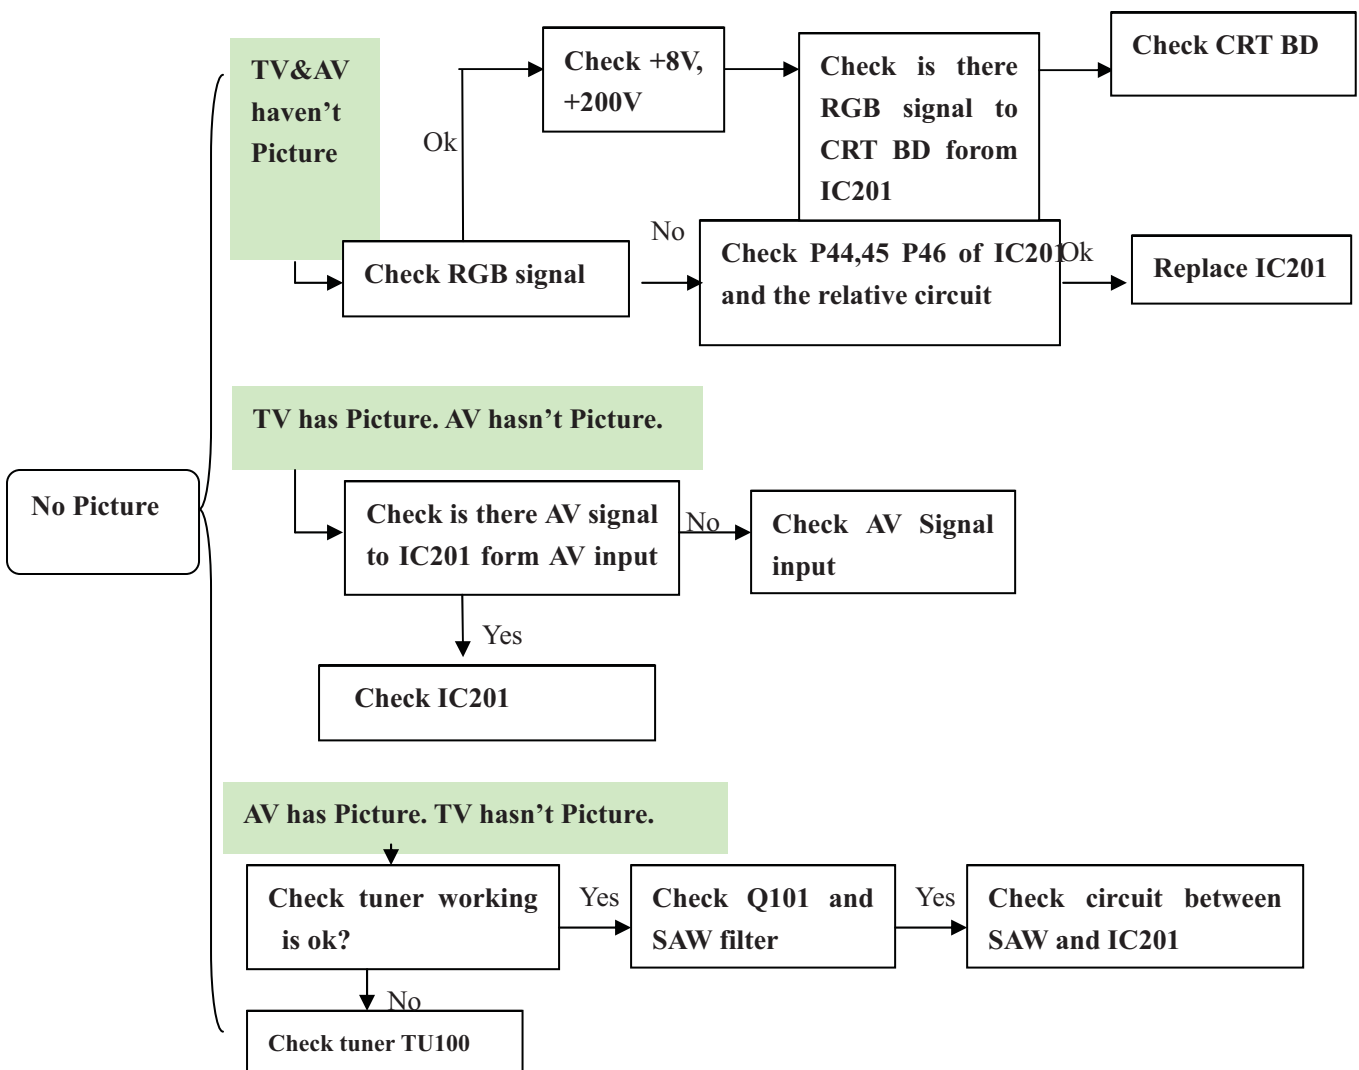 TV&AV
haven’t
Picture
Ok
Check +8V,
+200V
Check is there
RGB signal to
CRT BD forom
IC201
Check CRT BD
Check RGB signal
No
Check P44,45 P46 of IC201
and the relative circuit
Ok
Replace IC201
No Picture
TV has Picture. AV hasn’t Picture.
Check is there AV signal
to IC201 form AV input
No
Check AV Signal
input
Yes
Check IC201
AV has Picture. TV hasn’t Picture.
Check tuner working
is ok?
Yes
Check Q101 and
SAW filter
Yes
Check circuit between
SAW and IC201
No
Check tuner TU100